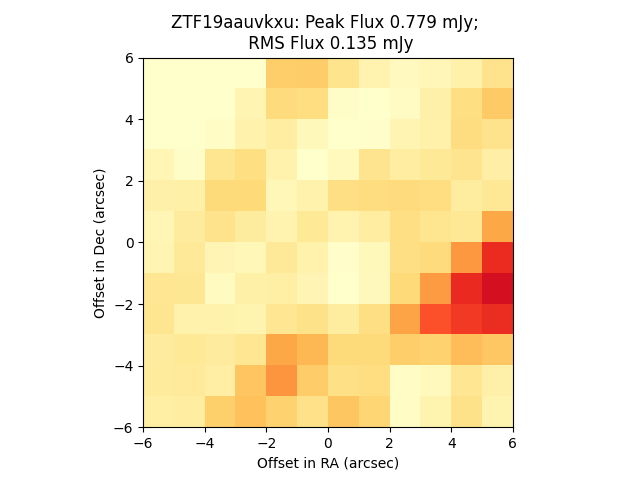 ZTF19aauvkxu: Peak Flux 0.779 mJy;
RMS Flux 0.135 mJy
6
4
2
0
−2
−4
−6
Offset in Dec (arcsec)
−6 −4 −2 0 2 4 6
Offset in RA (arcsec)